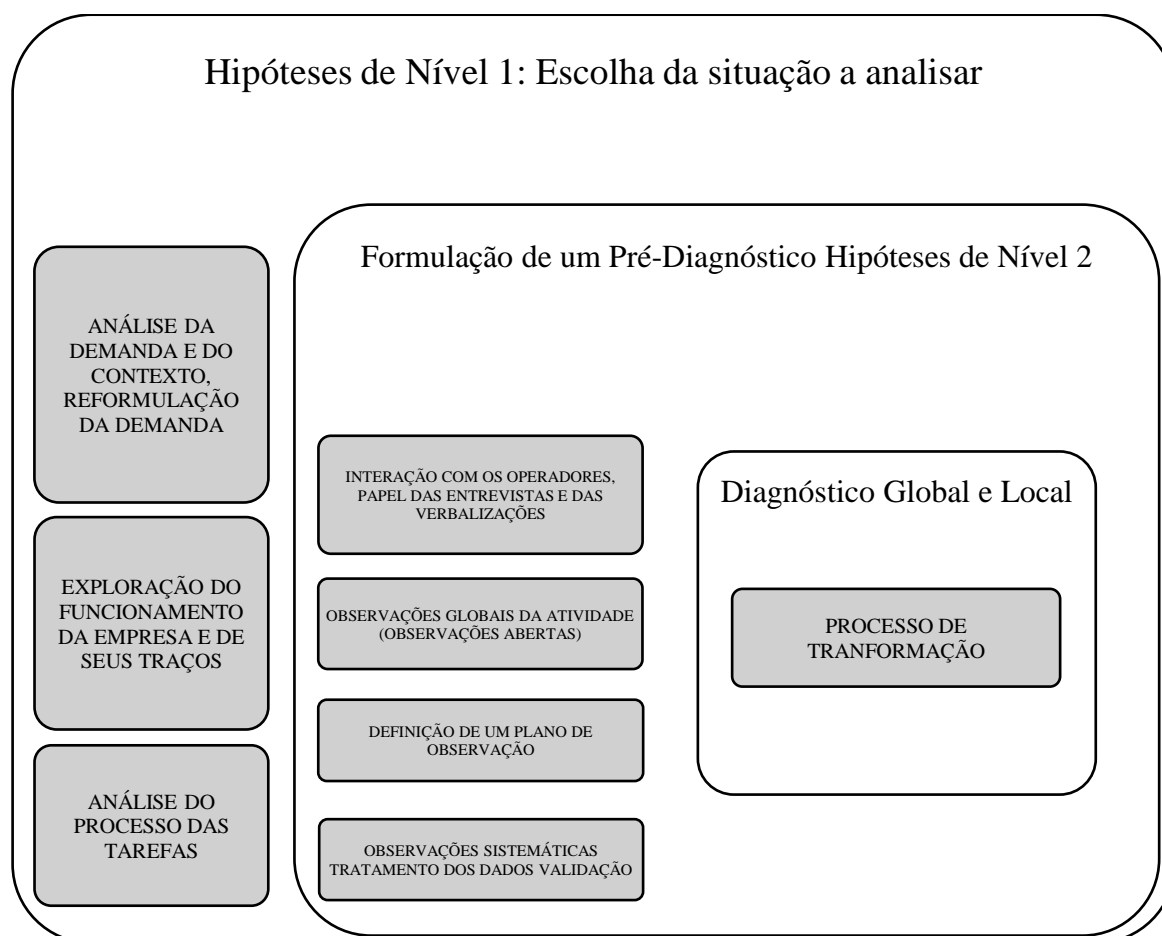 Hipóteses de Nível 1: Escolha da situação a analisar
Formulação de um Pré-Diagnóstico Hipóteses de Nível 2
ANÁLISE DA
DEMANDA E DO
CONTEXTO,
REFORMULAÇÃO
DA DEMANDA
EXPLORAÇÃO DO
FUNCIONAMENTO
DA EMPRESA E DE
SEUS TRAÇOS
ANÁLISE DO
PROCESSO DAS
TAREFAS
INTERAÇÃO COM OS OPERADORES,
PAPEL DAS ENTREVISTAS E DAS
VERBALIZAÇÕES
OBSERVAÇÕES GLOBAIS DA ATIVIDADE
(OBSERVAÇÕES ABERTAS)
DEFINIÇÃO DE UM PLANO DE
OBSERVAÇÃO
OBSERVAÇÕES SISTEMÁTICAS
TRATAMENTO DOS DADOS VALIDAÇÃO
Diagnóstico Global e Local
PROCESSO DE
TRANFORMAÇÃO